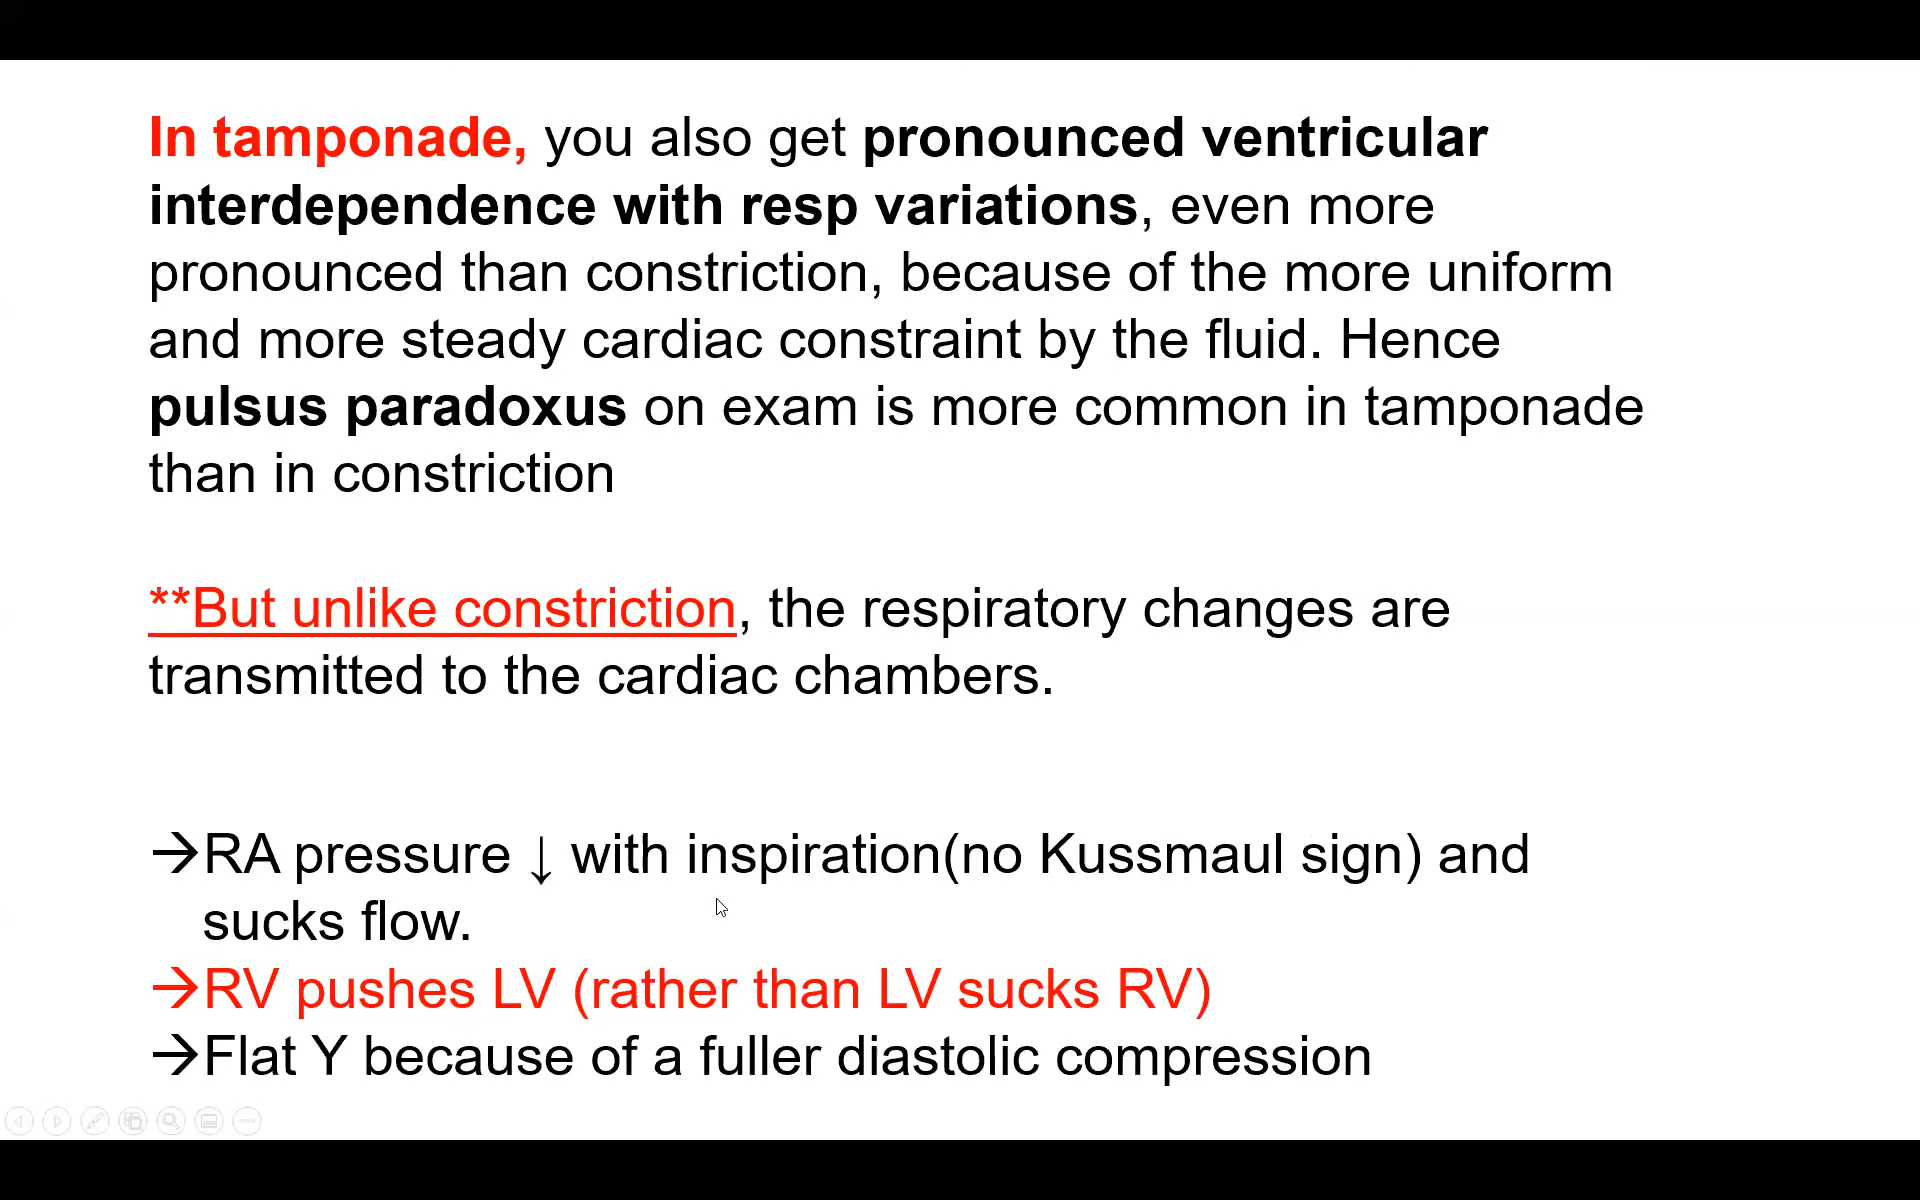 In tamponade, you also get pronounced ventricular
interdependence with resp variations, even more
pronounced than constriction, because of the more uniform
and more steady cardiac constraint by the fluid. Hence
pulsus paradoxus on exam is more common in tamponade
than in constriction
**But unlike constriction, the respiratory changes are
transmitted to the cardiac chambers.
→RA pressure ↓ with inspiration(no Kussmaul sign) and
sucks flow.
→RV pushes LV (rather than LV sucks RV)
→Flat Y because of a fuller diastolic compression